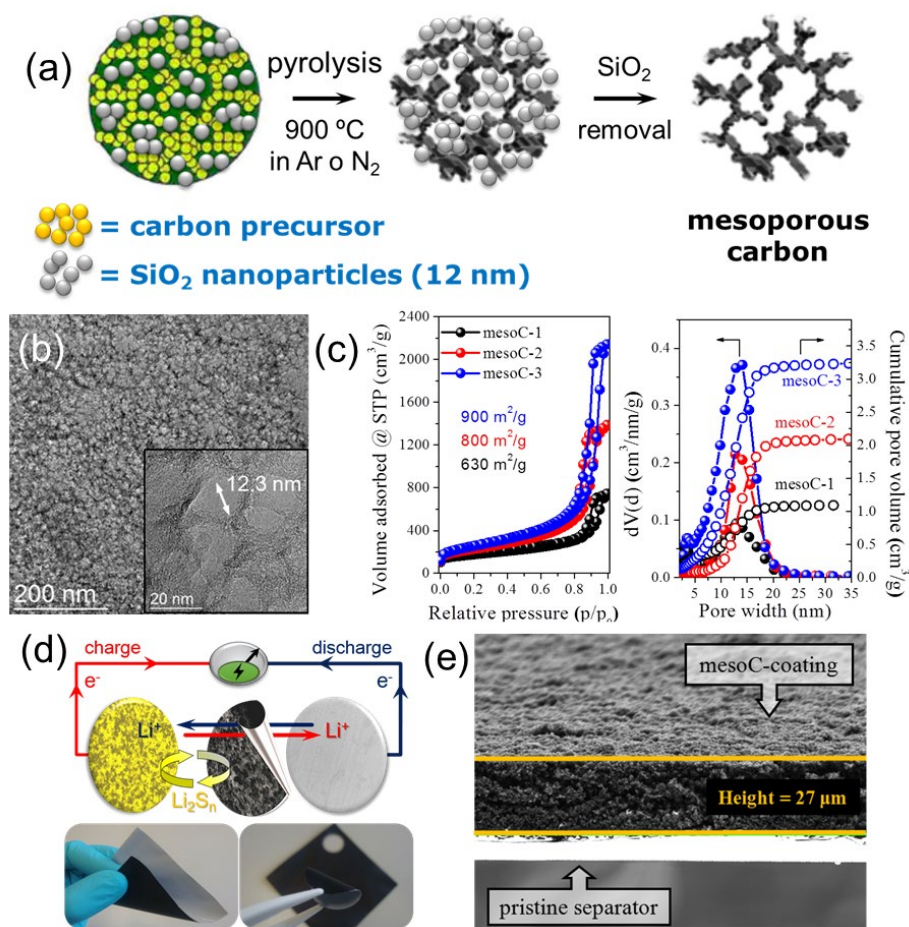 (a)
pyrolysis
900 ºC
in Ar o N2
SiO2
removal
= carbon precursor
= SiO2 nanoparticles (12 nm)
mesoporous
carbon
(b)
12,3 nm
200 nm
20 nm
(c)
Volume adsorbed @ STP (cm3/g)
2400
2000
1600
1200
800
400
0
mesoC-1
mesoC-2
mesoC-3
900 m2/g
800 m2/g
630 m2/g
0.0 0.2 0.4 0.6 0.8 1.0
Relative pressure (p/po)
dV(d) (cm3/nm/g)
0.4
0.3
0.2
0.1
0.0
mesoC-3
mesoC-2
mesoC-1
3.5
3.0
2.5
2.0
1.5
1.0
0.5
0.0
Cumulative pore volume (cm3/g)
5 10 15 20 25 30 35
Pore width (nm)
(d)
charge
discharge
e-
e-
Li+
Li+
Li2Sn
(e)
mesoC-coating
Height = 27 µm
pristine separator